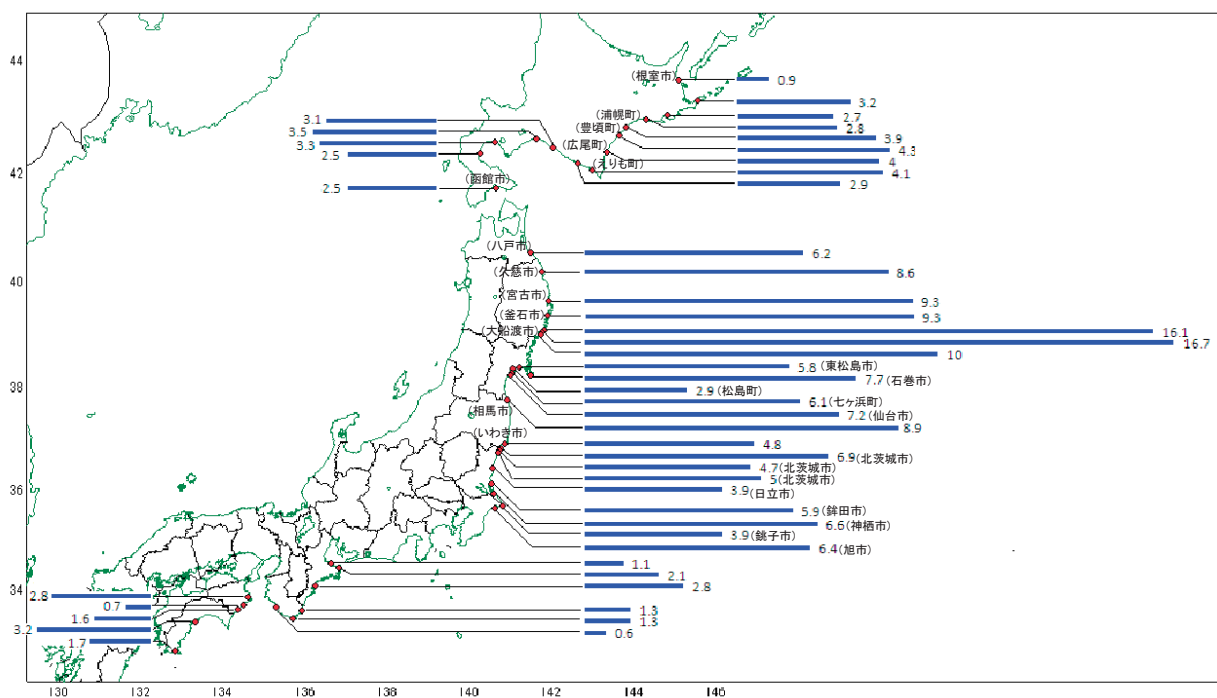 44
42
40
38
36
34
130
132
134
136
138
140
142
144
146
(根室市)
0.9
3.2
(浦幌町)
2.7
(豊頃町)
2.8
3.9
(広尾町)
4.3
4
(えりも町)
4.1
2.9
3.1
3.5
3.3
2.5
(函館市)
2.5
(八戸市)
6.2
(久慈市)
8.6
(宮古市)
9.3
(釜石市)
9.3
(大船渡市)
16.1
16.7
10
5.8 (東松島市)
7.7 (石巻市)
2.9 (松島町)
6.1 (七ヶ浜町)
7.2 (仙台市)
(相馬市)
8.9
(いわき市)
4.8
6.9 (北茨城市)
4.7 (北茨城市)
5 (北茨城市)
3.9 (日立市)
5.9 (鉾田市)
6.6 (神栖市)
3.9 (銚子市)
6.4 (旭市)
1.1
2.1
2.8
1.3
1.3
0.6
2.8
0.7
1.6
3.2
1.7